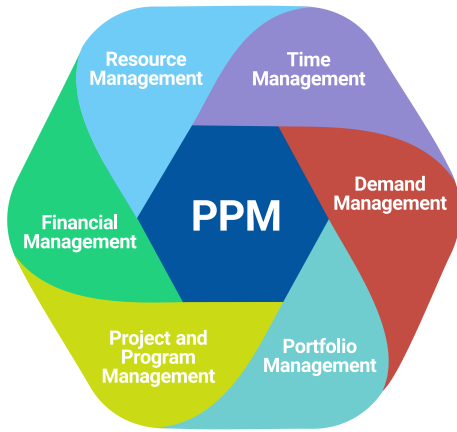 Resource
Management
Time
Management
Demand
Management
PPM
Financial
Management
Project and
Program
Management
Portfolio
Management